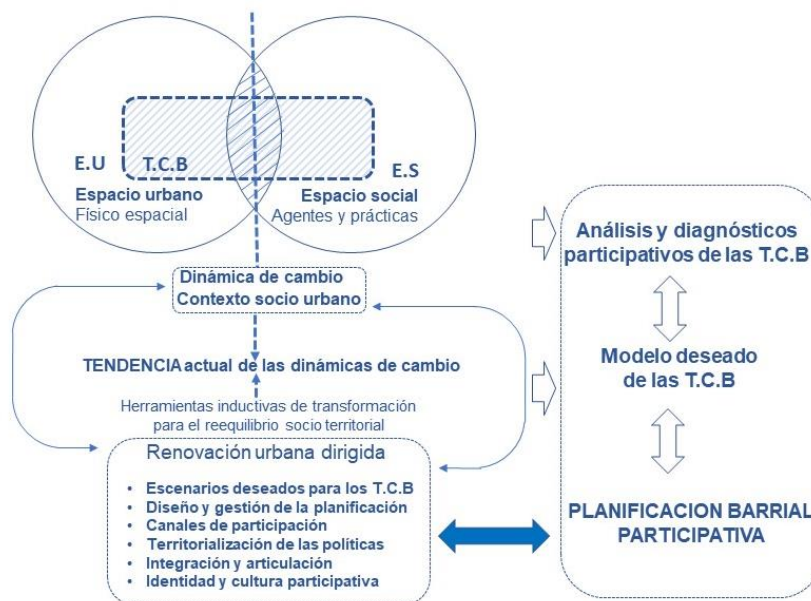 E.U
T.C.B
E.S
Espacio urbano
Físico espacial
Espacio social
Agentes y prácticas
Dinámica de cambio
Contexto socio urbano
TENDENCIA actual de las dinámicas de cambio
Herramientas inductivas de transformación
para el reequilibrio socio territorial
Renovación urbana dirigida
• Escenarios deseados para los T.C.B
• Diseño y gestión de la planificación
• Canales de participación
• Territorialización de las políticas
• Integración y articulación
• Identidad y cultura participativa
Análisis y diagnósticos
participativos de las T.C.B
Modelo deseado
de las T.C.B
PLANIFICACION BARRIAL
PARTICIPATIVA